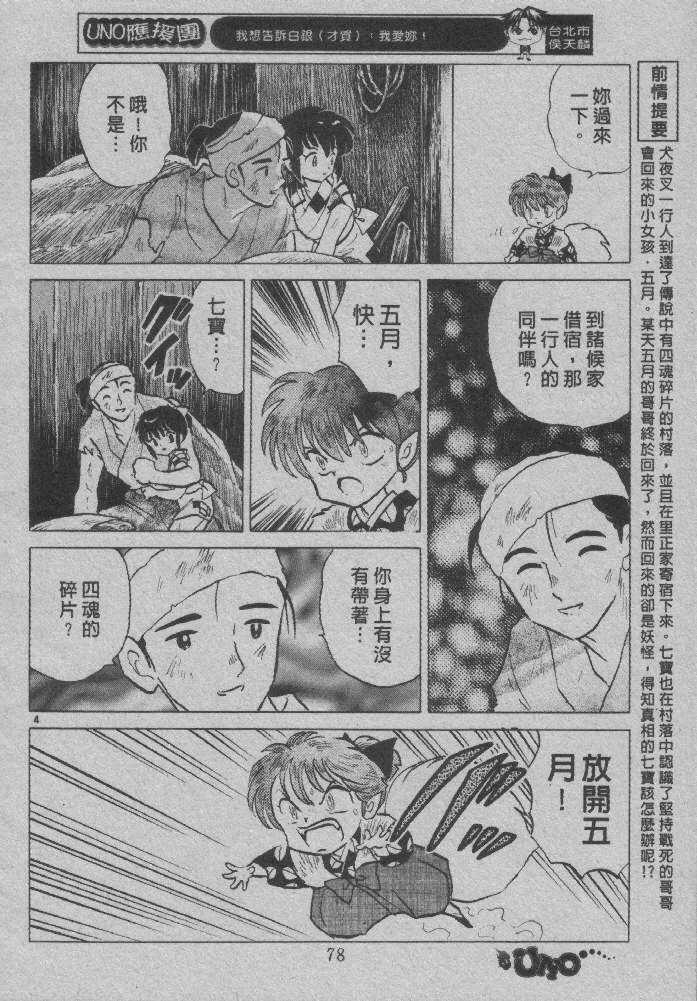 UNO應援團
我想告訴白銀（才賀）：我愛妳！
台北市
侯天麟
前情提要
犬夜叉一行人到達了傳說中有四魂碎片的村落，並且在里正家寄宿下來。七寶也在村落中認識了堅持戰死的哥哥
會回來的小女孩．五月。某天五月的哥哥終於回來了，然而回來的卻是妖怪，得知真相的七寶該怎麼辦呢!?
妳過來
一下。
哦！你
不是…
到諸候家
借宿，那
一行人的
同伴嗎？
五月，
快…
七寶…？
你身上有沒
有帶著…
四魂的
碎片？
4
放開五
月！
78
UNO